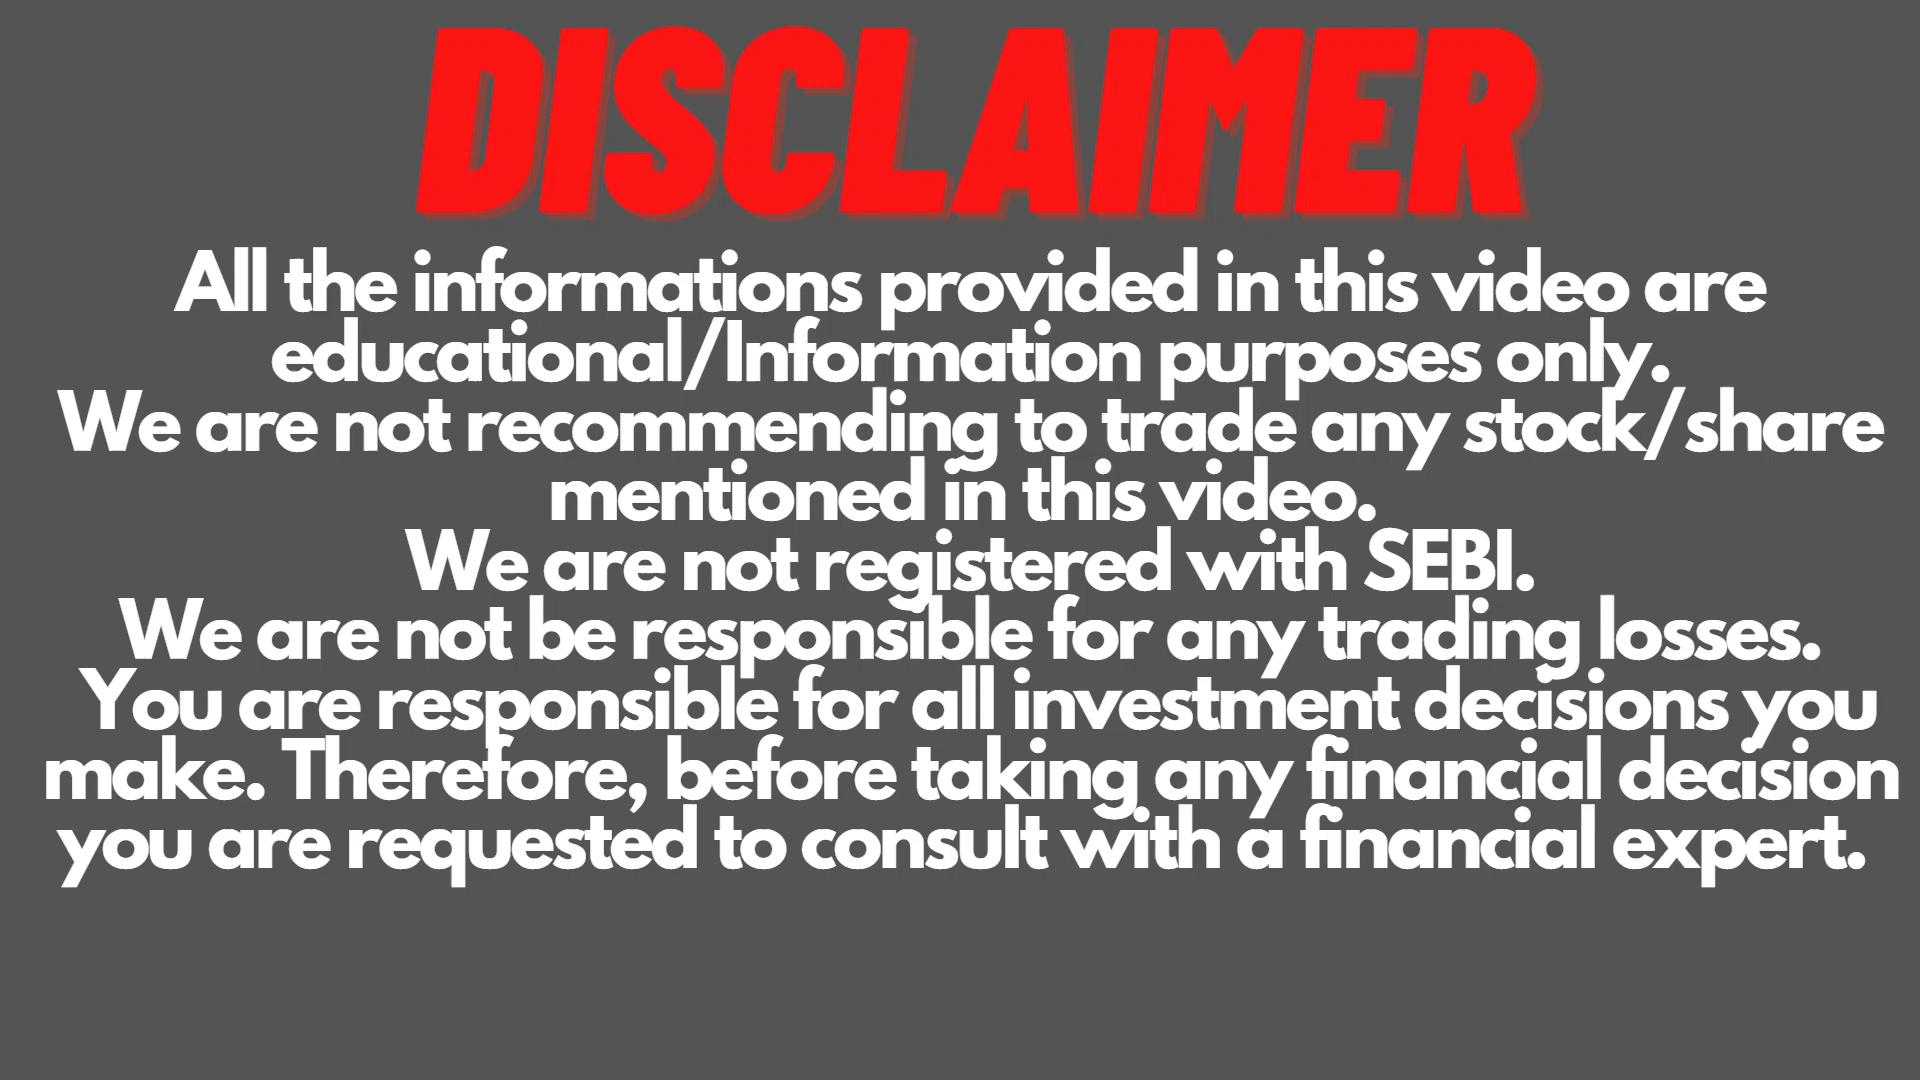 DISCLAIMER
All the informations provided in this video are
educational/Information purposes only.
We are not recommending to trade any stock/share
mentioned in this video.
We are not registered with SEBI.
We are not be responsible for any trading losses.
You are responsible for all investment decisions you
make. Therefore, before taking any financial decision
you are requested to consult with a financial expert.